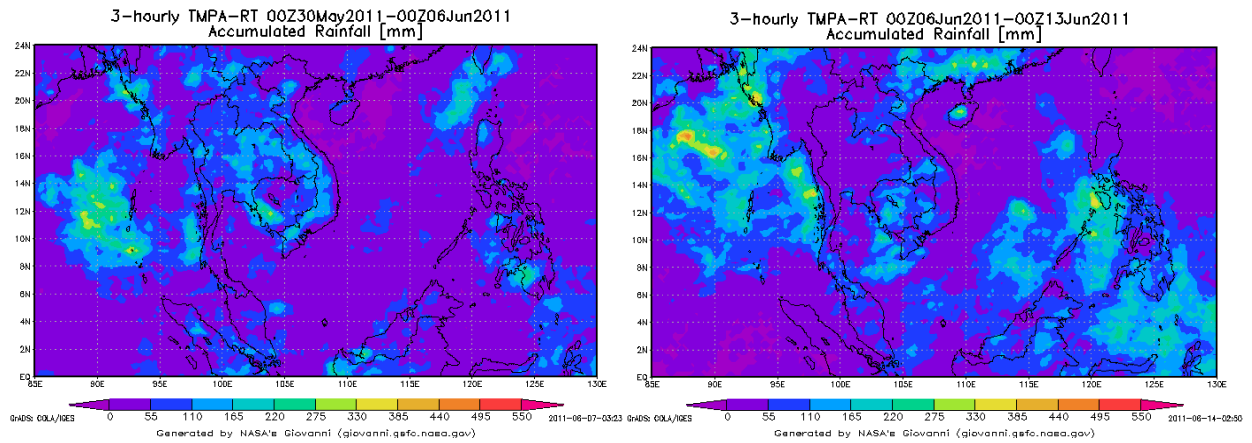 3-hourly TMPA-RT 00Z30May2011-00Z06Jun2011
Accumulated Rainfall [mm]
24N
22N
20N
18N
16N
14N
12N
10N
8N
6N
4N
2N
EQ
85E 90E 95E 100E 105E 110E 115E 120E 125E 130E
0 55 110 165 220 275 330 385 440 495 550
GrADS: COLA/IGES 2011-06-07-03:23
Generated by NASA's Giovanni (giovanni.gsfc.nasa.gov)
3-hourly TMPA-RT 00Z06Jun2011-00Z13Jun2011
Accumulated Rainfall [mm]
24N
22N
20N
18N
16N
14N
12N
10N
8N
6N
4N
2N
EQ
85E 90E 95E 100E 105E 110E 115E 120E 125E 130E
0 55 110 165 220 275 330 385 440 495 550
GrADS: COLA/IGES 2011-06-14-02:50
Generated by NASA's Giovanni (giovanni.gsfc.nasa.gov)